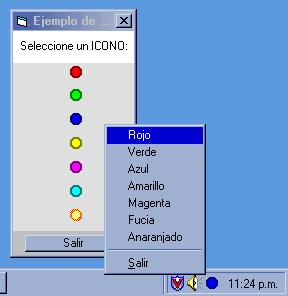 Ejemplo de ...
Seleccione un ICONO:
Rojo
Verde
Azul
Amarillo
Magenta
Fucia
Anaranjado
Salir
Salir
11:24 p.m.